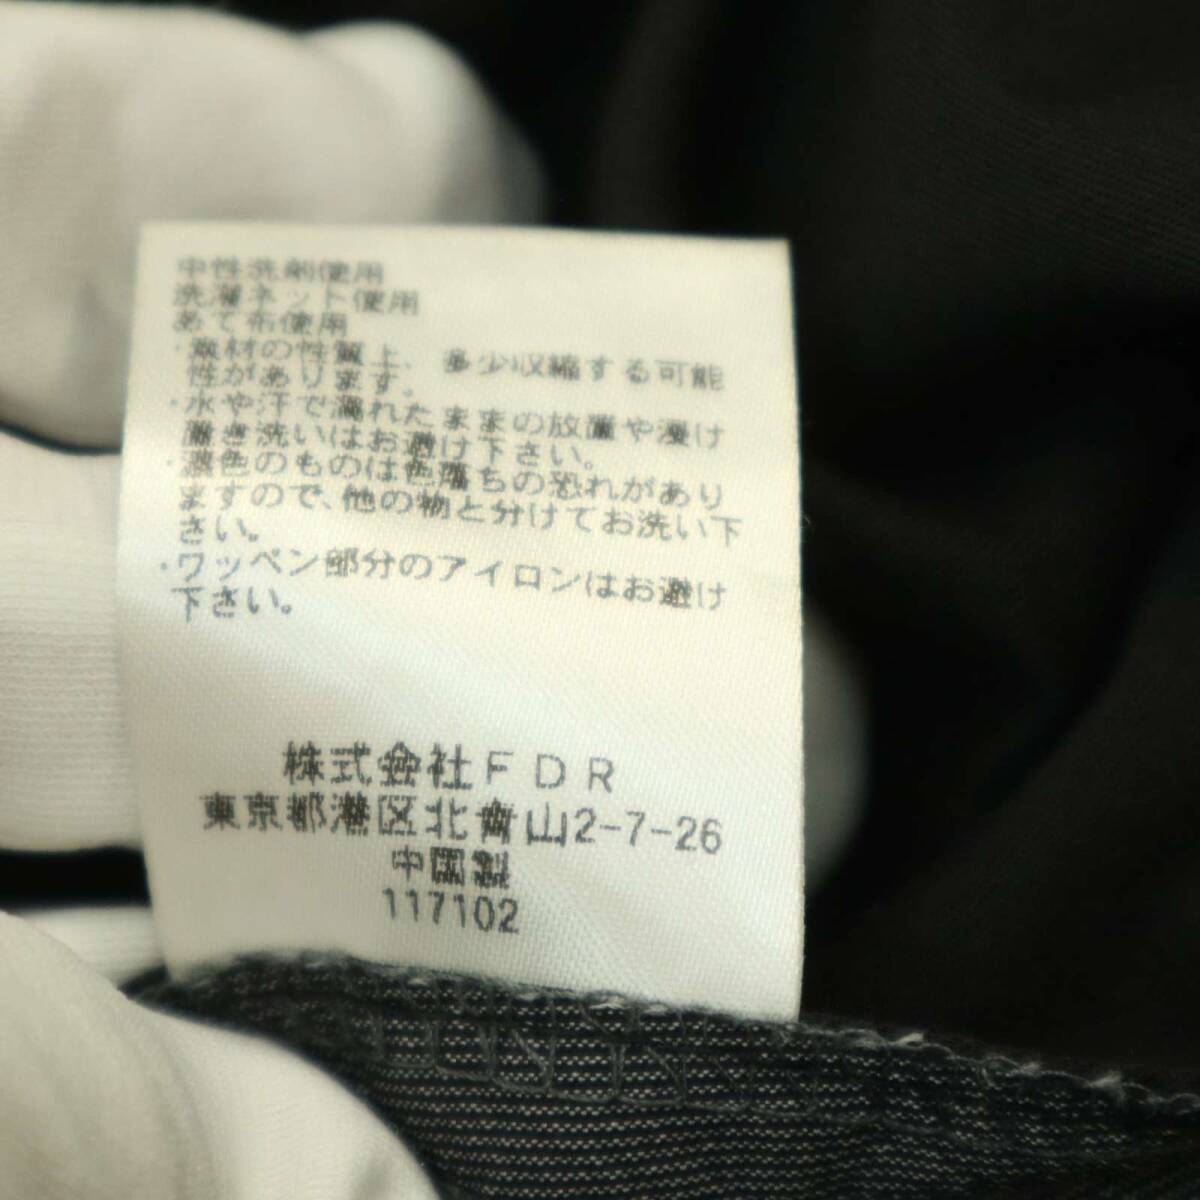 中性洗剤使用
洗濯ネット使用
あて布使用
・素材の性質上、多少収縮する可能
性があります。
・水や汗で濡れたままの放置や浸け
置き洗いはお避け下さい。
・濃色のものは色落ちの恐れがあり
ますので、他の物と分けてお洗い下
さい。
・ワッペン部分のアイロンはお避け
下さい。
株式会社FDR
東京都港区北青山2-7-26
中国製
117102